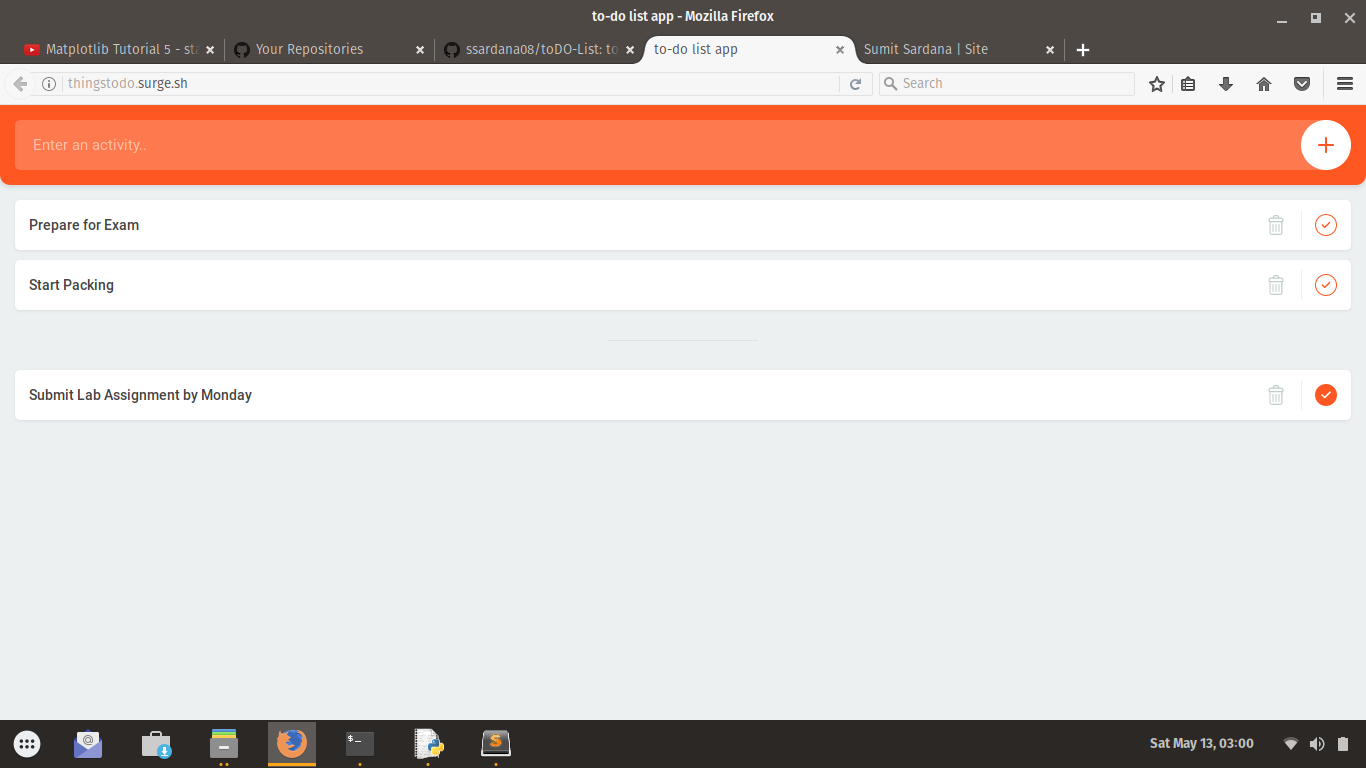 to-do list app - Mozilla Firefox
Matplotlib Tutorial 5 - sta
Your Repositories
ssardana08/toDO-List: to
to-do list app
Sumit Sardana | Site
thingstodo.surge.sh
Search
Enter an activity..
Prepare for Exam
Start Packing
Submit Lab Assignment by Monday
Sat May 13, 03:00